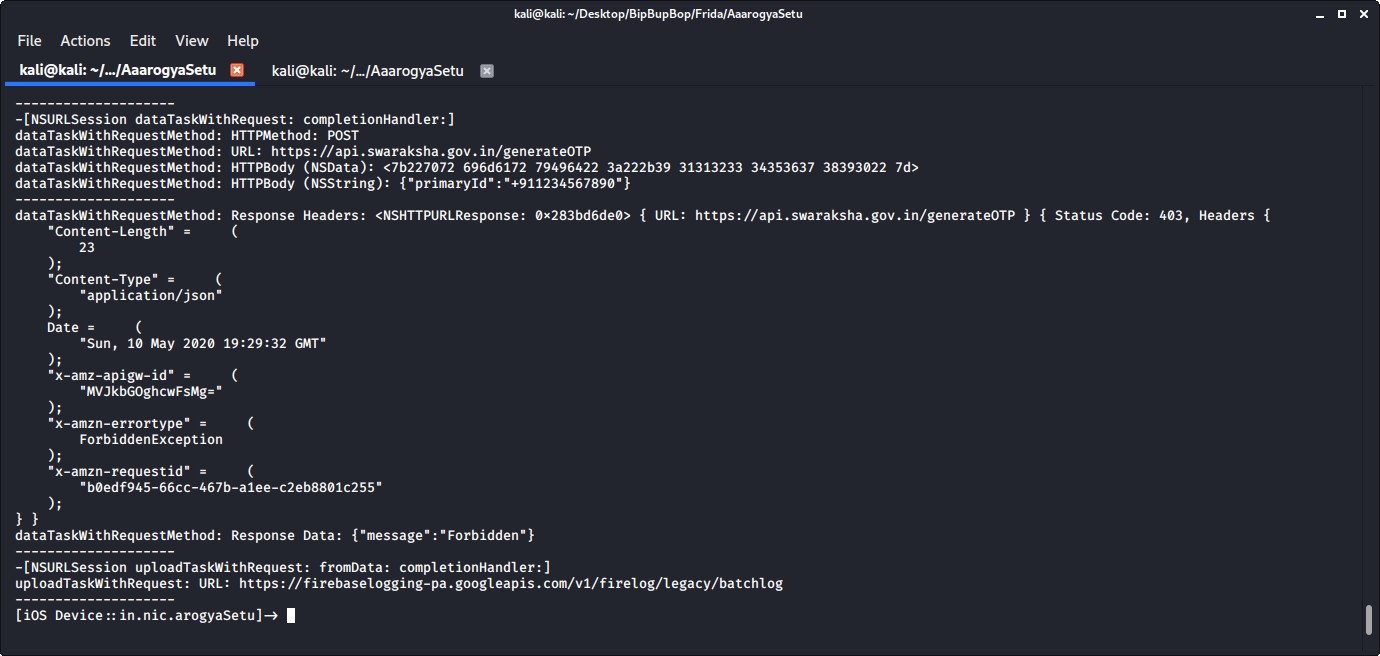 kali@kali: ~/Desktop/BipBupBop/Frida/AaarogyaSetu
File Actions Edit View Help
kali@kali: ~/.../AaarogyaSetu kali@kali: ~/.../AaarogyaSetu
--------------------
-[NSURLSession dataTaskWithRequest: completionHandler:]
dataTaskWithRequestMethod: HTTPMethod: POST
dataTaskWithRequestMethod: URL: https://api.swaraksha.gov.in/generateOTP
dataTaskWithRequestMethod: HTTPBody (NSData): <7b227072 696d6172 79496422 3a222b39 31313233 34353637 38393022 7d>
dataTaskWithRequestMethod: HTTPBody (NSString): {"primaryId":"+911234567890"}
--------------------
dataTaskWithRequestMethod: Response Headers: <NSHTTPURLResponse: 0×283bd6de0> { URL: https://api.swaraksha.gov.in/generateOTP } { Status Code: 403, Headers {
    "Content-Length" =     (
        23
    );
    "Content-Type" =     (
        "application/json"
    );
    Date =     (
        "Sun, 10 May 2020 19:29:32 GMT"
    );
    "x-amz-apigw-id" =     (
        "MVJkbGOghcwFsMg="
    );
    "x-amzn-errortype" =     (
        ForbiddenException
    );
    "x-amzn-requestid" =     (
        "b0edf945-66cc-467b-a1ee-c2eb8801c255"
    );
} }
dataTaskWithRequestMethod: Response Data: {"message":"Forbidden"}
--------------------
-[NSURLSession uploadTaskWithRequest: fromData: completionHandler:]
uploadTaskWithRequest: URL: https://firebaselogging-pa.googleapis.com/v1/firelog/legacy/batchlog
--------------------
[iOS Device::in.nic.arogyaSetu]→